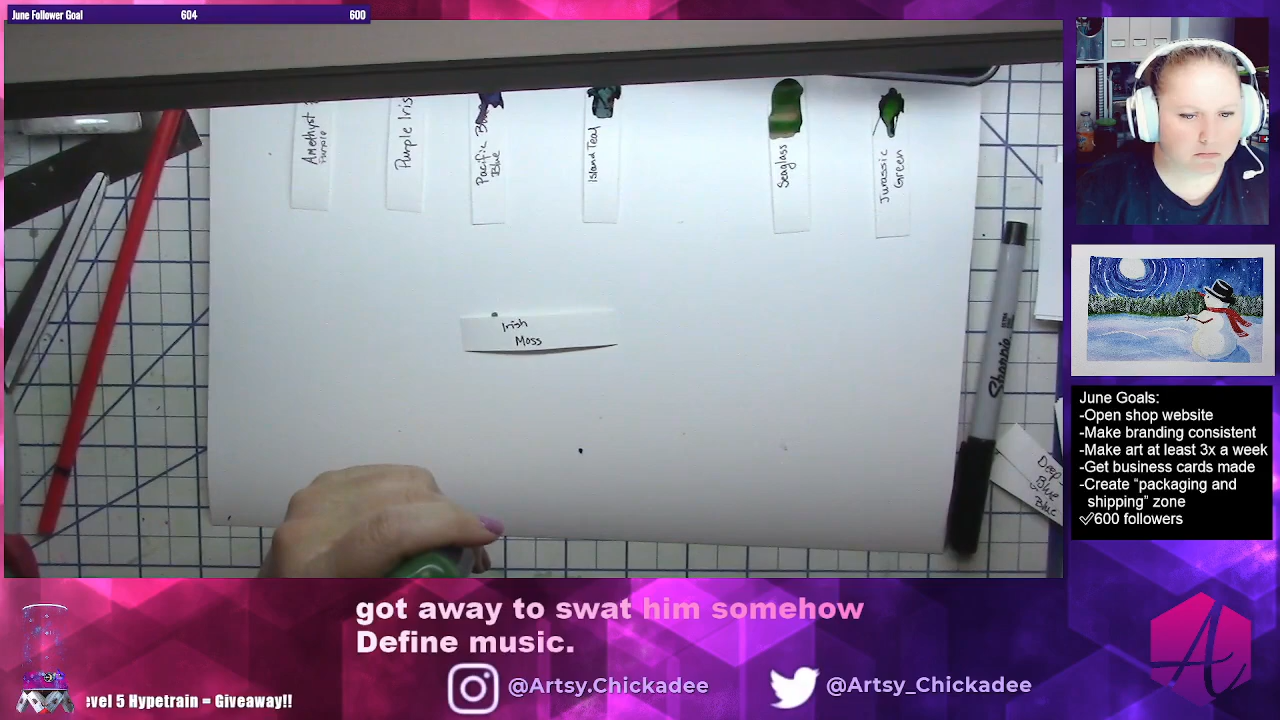 June Follower Goal 604 600
Amethyst
Purple
Purple Iris
Pacific
Blue
Island Teal
Seaglass
Jurassic
Green
Irish
Moss
Sharpie
Deep
Blue
June Goals:
-Open shop website
-Make branding consistent
-Make art at least 3x a week
-Get business cards made
-Create "packaging and
shipping" zone
✓600 followers
got away to swat him somehow
Define music.
@Artsy.Chickadee
@Artsy_Chickadee
evel 5 Hypetrain = Giveaway!!